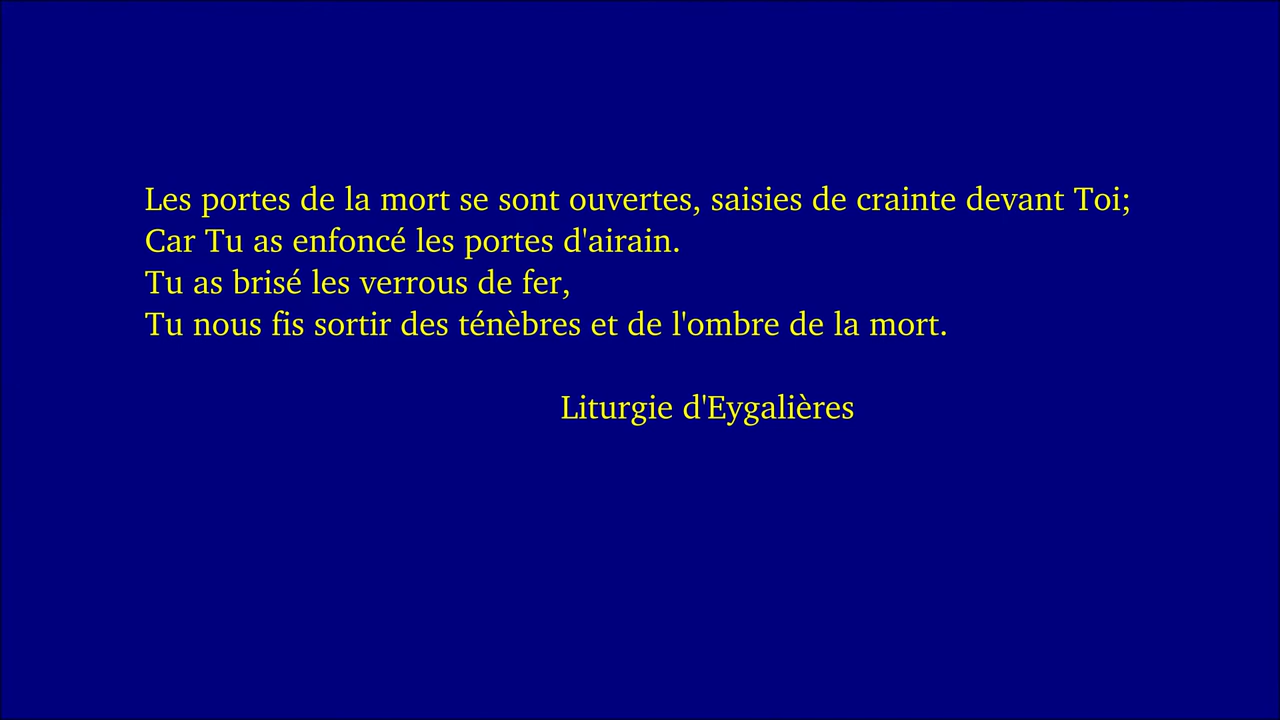 Les portes de la mort se sont ouvertes, saisies de crainte devant Toi;
Car Tu as enfoncé les portes d'airain.
Tu as brisé les verrous de fer,
Tu nous fis sortir des ténèbres et de l'ombre de la mort.
Liturgie d'Eygalières